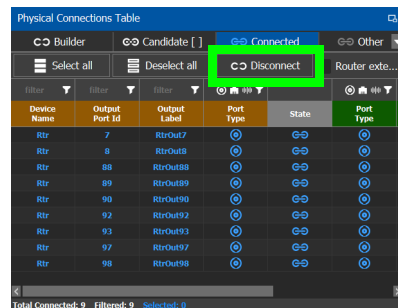 Physical Connections Table
Builder Candidate [ ] Connected Other
Select all Deselect all Disconnect Router exte...
filter filter filter
Device Name Output Port Id Output Label Port Type State Port Type
Rtr 7 RtrOut7
Rtr 8 RtrOut8
Rtr 88 RtrOut88
Rtr 89 RtrOut89
Rtr 90 RtrOut90
Rtr 92 RtrOut92
Rtr 93 RtrOut93
Rtr 97 RtrOut97
Rtr 98 RtrOut98
Total Connected: 9 Filtered: 9 Selected: 0